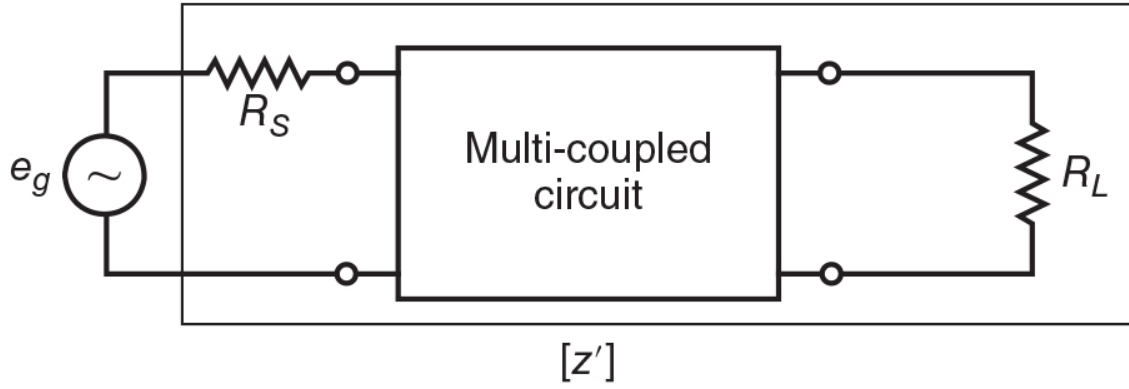 R_S
e_g
~
Multi-coupled
circuit
R_L
[z′]